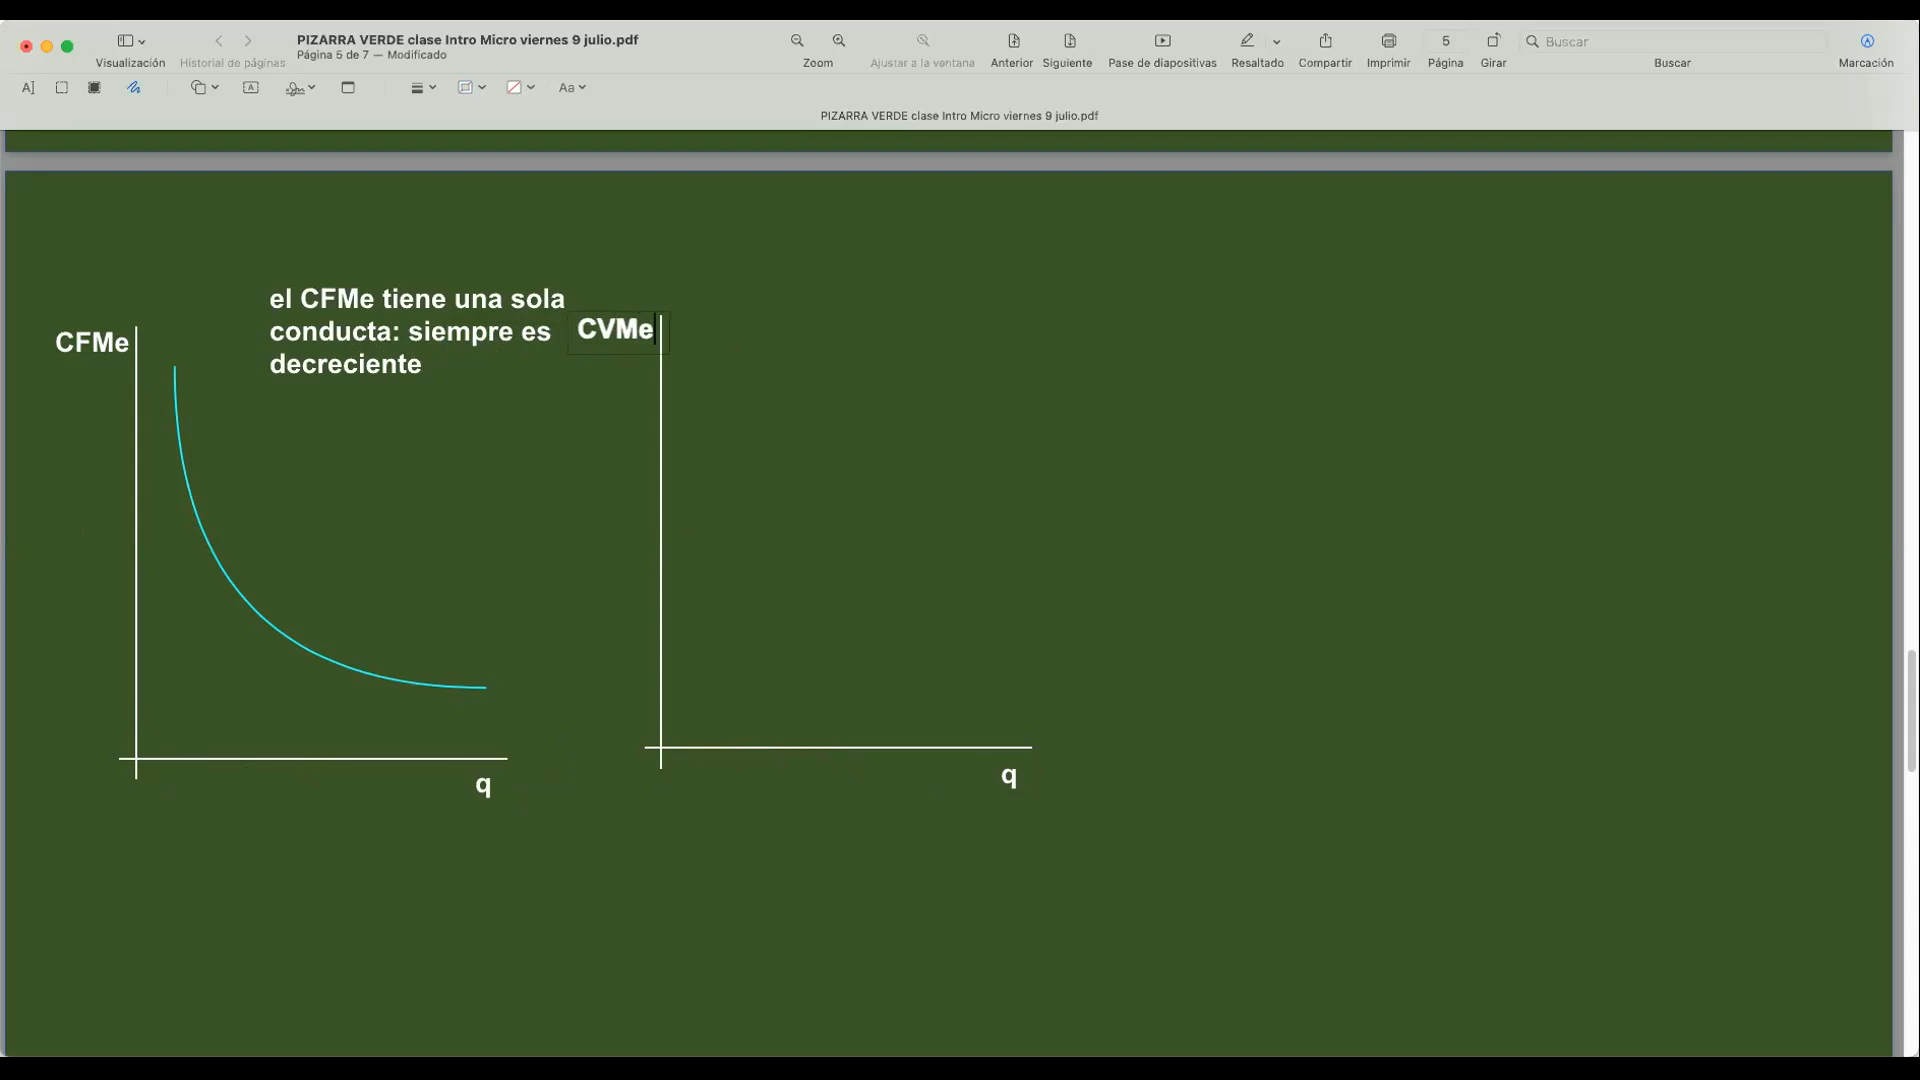 PIZARRA VERDE clase Intro Micro viernes 9 julio.pdf
Página 5 de 7 — Modificado
5
Buscar
Visualización
Historial de páginas
Zoom
Ajustar a la ventana
Anterior
Siguiente
Pase de diapositivas
Resaltado
Compartir
Imprimir
Página
Girar
Buscar
Marcación
Aa
PIZARRA VERDE clase Intro Micro viernes 9 julio.pdf
el CFMe tiene una sola
conducta: siempre es
decreciente
CFMe
q
CVMe
q